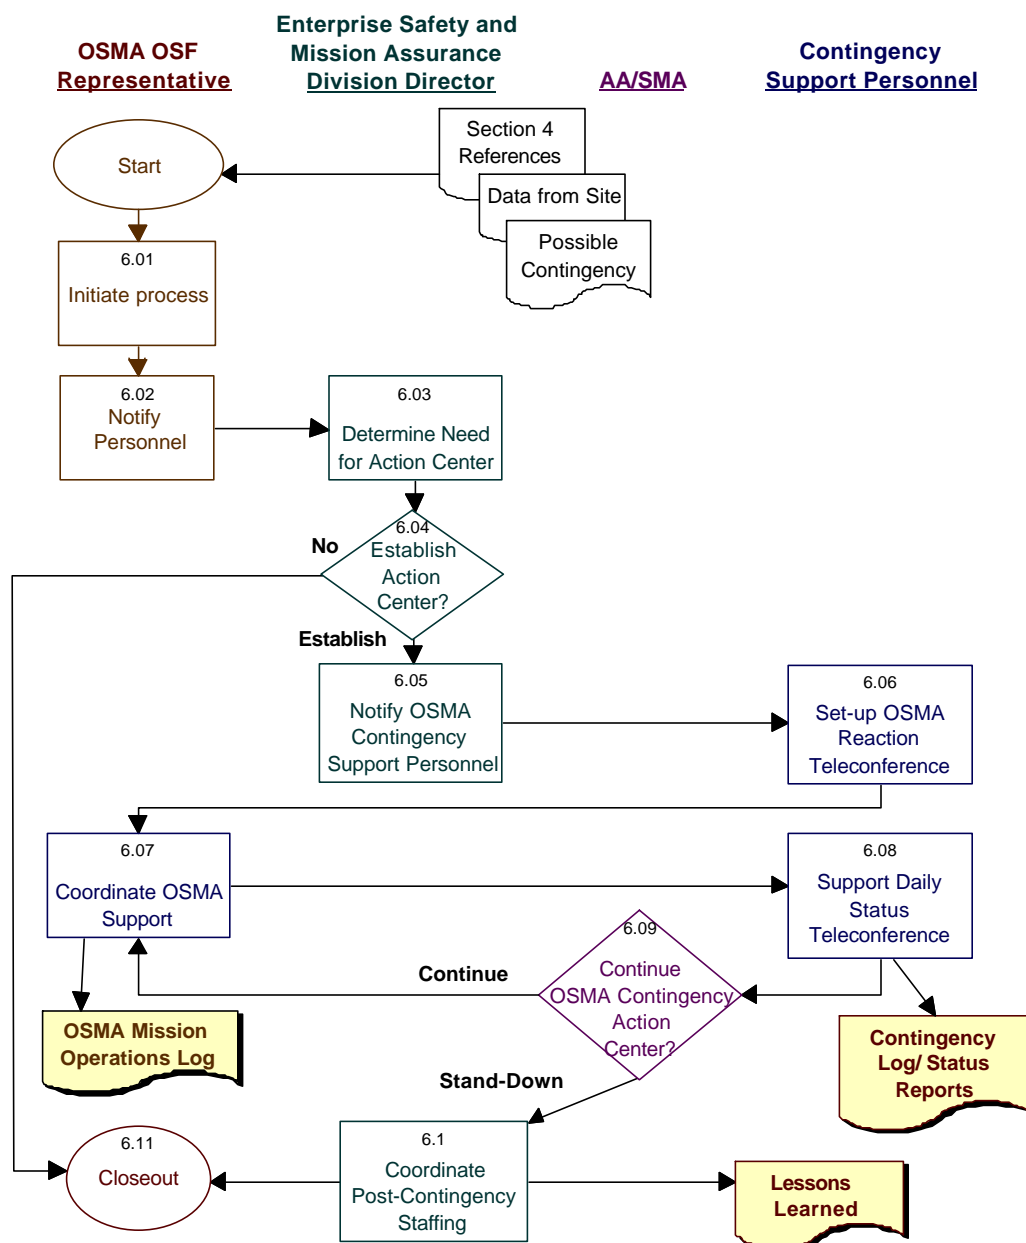 OSMA OSF
Representative
Enterprise Safety and
Mission Assurance
Division Director
AA/SMA
Contingency
Support Personnel
Start
Section 4
References
Data from Site
Possible
Contingency
6.01
Initiate process
6.02
Notify
Personnel
6.03
Determine Need
for Action Center
6.04
Establish
Action
Center?
No
Establish
6.05
Notify OSMA
Contingency
Support Personnel
6.06
Set-up OSMA
Reaction
Teleconference
6.07
Coordinate OSMA
Support
6.08
Support Daily
Status
Teleconference
6.09
Continue
OSMA Contingency
Action
Center?
Continue
Stand-Down
OSMA Mission
Operations Log
Contingency
Log/ Status
Reports
6.11
Closeout
6.1
Coordinate
Post-Contingency
Staffing
Lessons
Learned